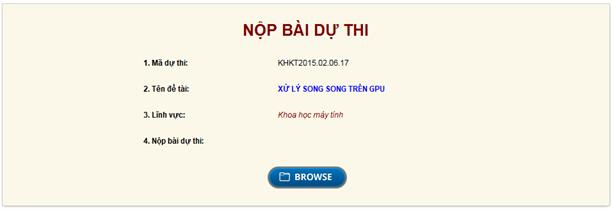 NỘP BÀI DỰ THI
1. Mã dự thi: KHKT2015.02.06.17
2. Tên đề tài: XỬ LÝ SONG SONG TRÊN GPU
3. Lĩnh vực: Khoa học máy tính
4. Nộp bài dự thi:
BROWSE